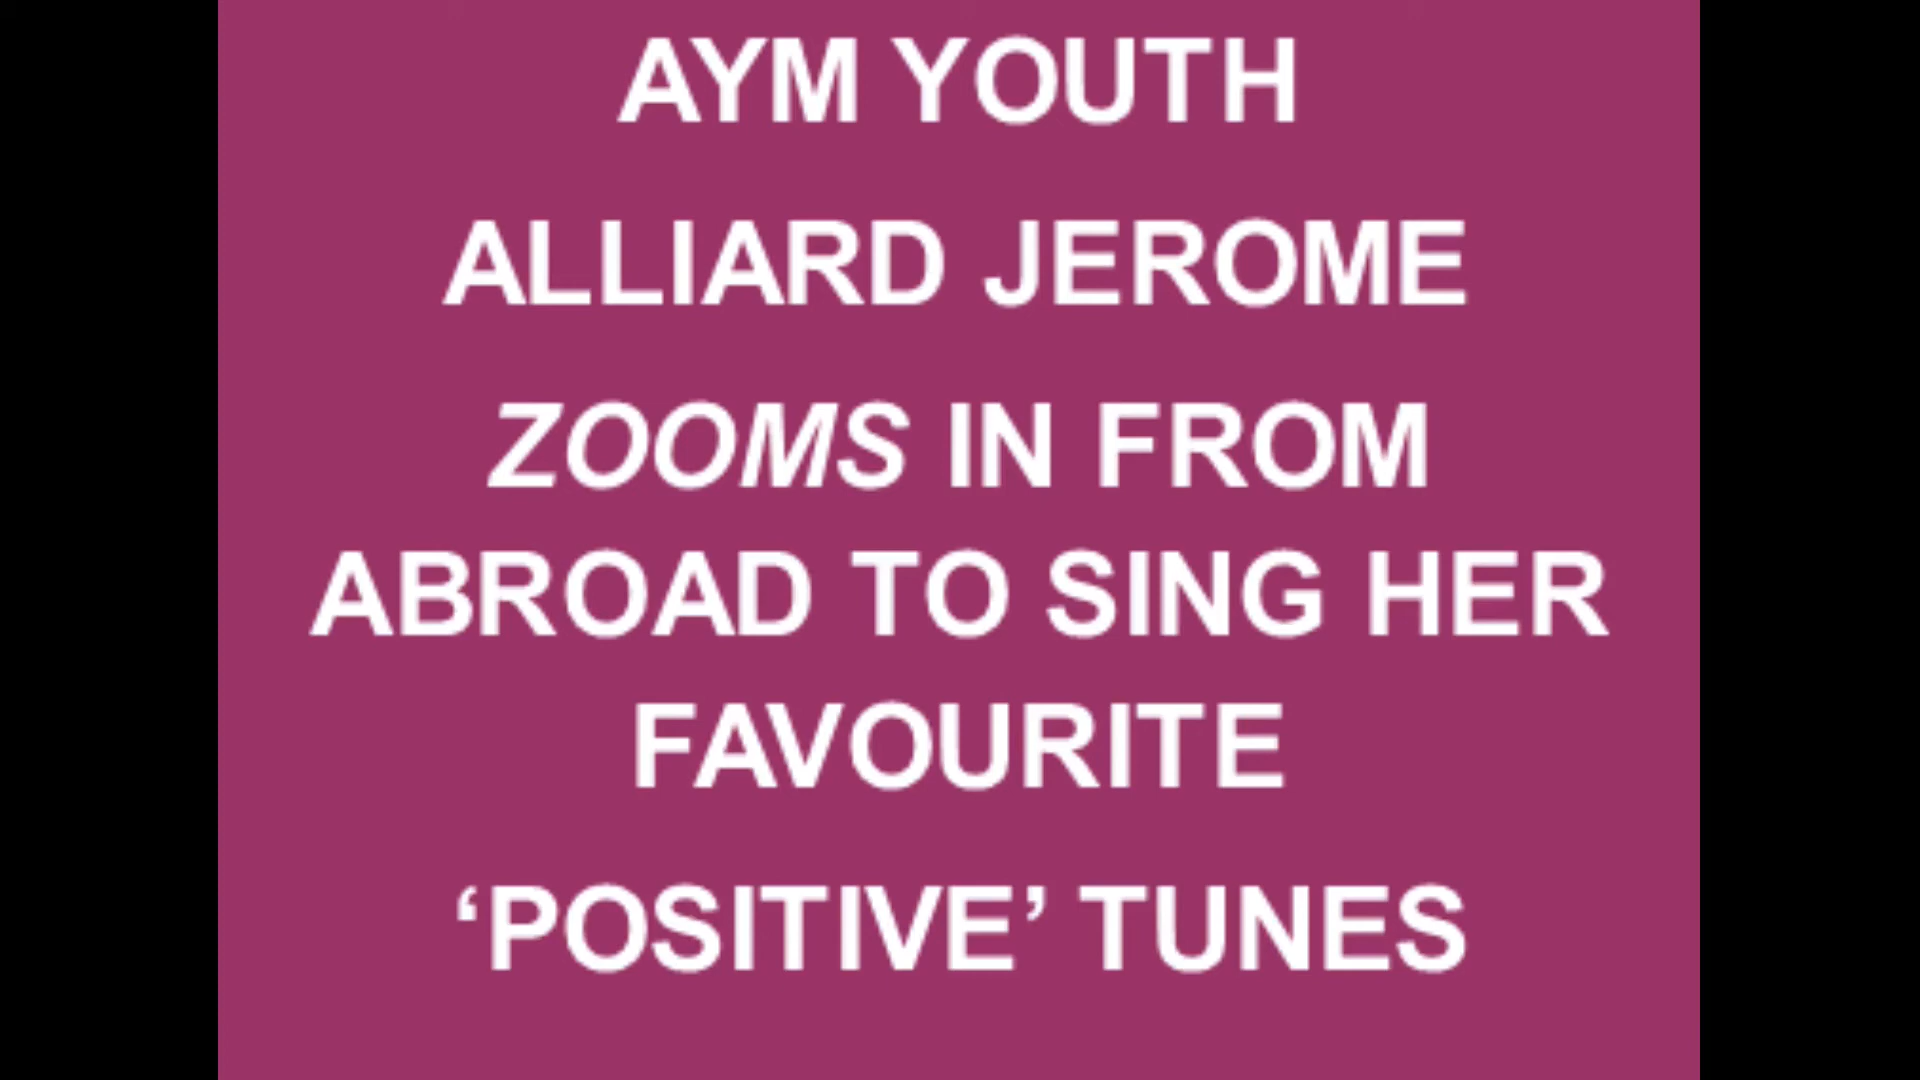 AYM YOUTH
ALLIARD JEROME
ZOOMS IN FROM
ABROAD TO SING HER
FAVOURITE
‘POSITIVE’ TUNES